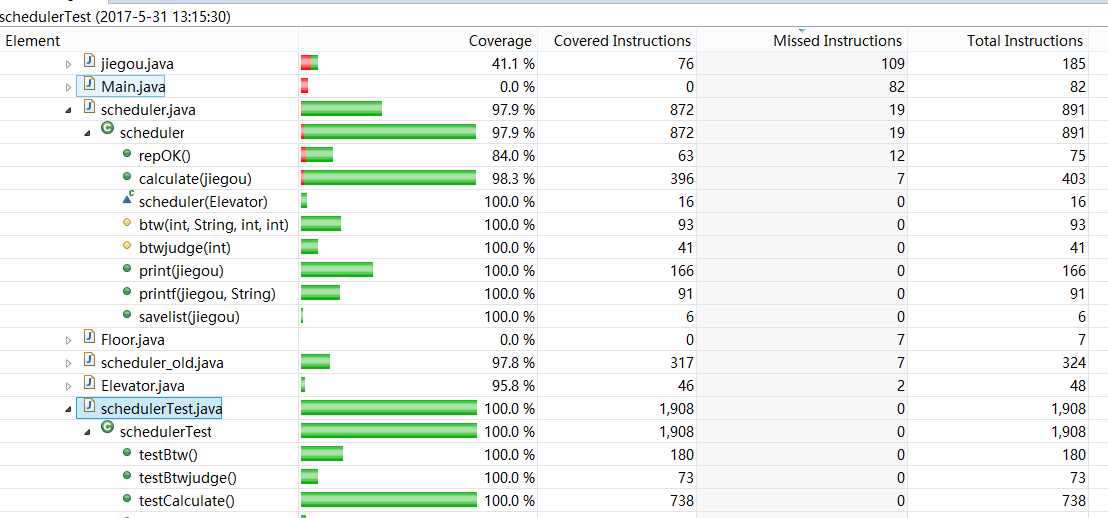 schedulerTest (2017-5-31 13:15:30)
Element Coverage Covered Instructions Missed Instructions Total Instructions
jiegou.java 41.1 % 76 109 185
Main.java 0.0 % 0 82 82
scheduler.java 97.9 % 872 19 891
scheduler 97.9 % 872 19 891
repOK() 84.0 % 63 12 75
calculate(jiegou) 98.3 % 396 7 403
scheduler(Elevator) 100.0 % 16 0 16
btw(int, String, int, int) 100.0 % 93 0 93
btwjudge(int) 100.0 % 41 0 41
print(jiegou) 100.0 % 166 0 166
printf(jiegou, String) 100.0 % 91 0 91
savelist(jiegou) 100.0 % 6 0 6
Floor.java 0.0 % 0 7 7
scheduler_old.java 97.8 % 317 7 324
Elevator.java 95.8 % 46 2 48
schedulerTest.java 100.0 % 1,908 0 1,908
schedulerTest 100.0 % 1,908 0 1,908
testBtw() 100.0 % 180 0 180
testBtwjudge() 100.0 % 73 0 73
testCalculate() 100.0 % 738 0 738